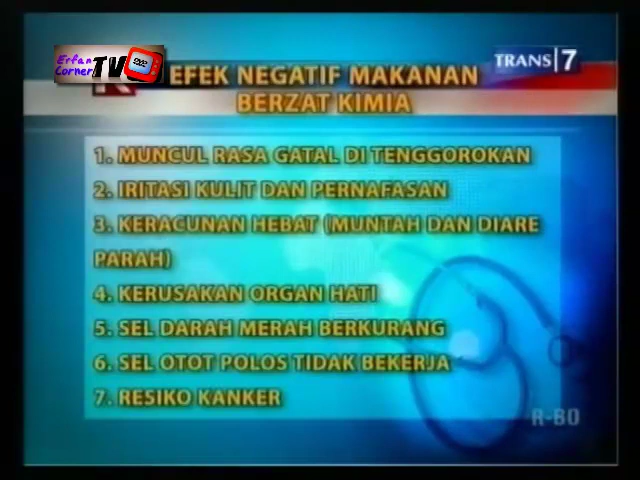 Erfan
Corner TV
DVD
TRANS|7
EFEK NEGATIF MAKANAN
BERZAT KIMIA
1. MUNCUL RASA GATAL DI TENGGOROKAN
2. IRITASI KULIT DAN PERNAFASAN
3. KERACUNAN HEBAT (MUNTAH DAN DIARE
PARAH)
4. KERUSAKAN ORGAN HATI
5. SEL DARAH MERAH BERKURANG
6. SEL OTOT POLOS TIDAK BEKERJA
7. RESIKO KANKER
R-BO